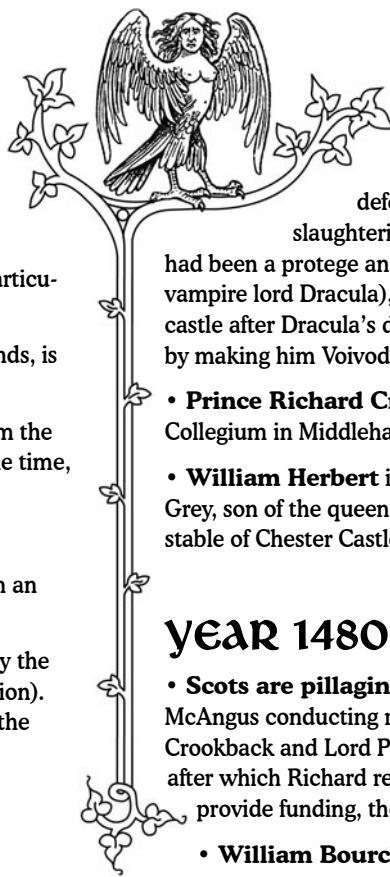 articu-
nds, is
m the
e time,
n an
y the
ion).
the
defe
slaughteri
had been a protege an
vampire lord Dracula),
castle after Dracula’s d
by making him Voivod
• Prince Richard Cr
Collegium in Middleha
• William Herbert i
Grey, son of the queen
stable of Chester Castle
YEAR 1480
• Scots are pillagin
McAngus conducting r
Crookback and Lord P
after which Richard re
provide funding, the
• William Bourc